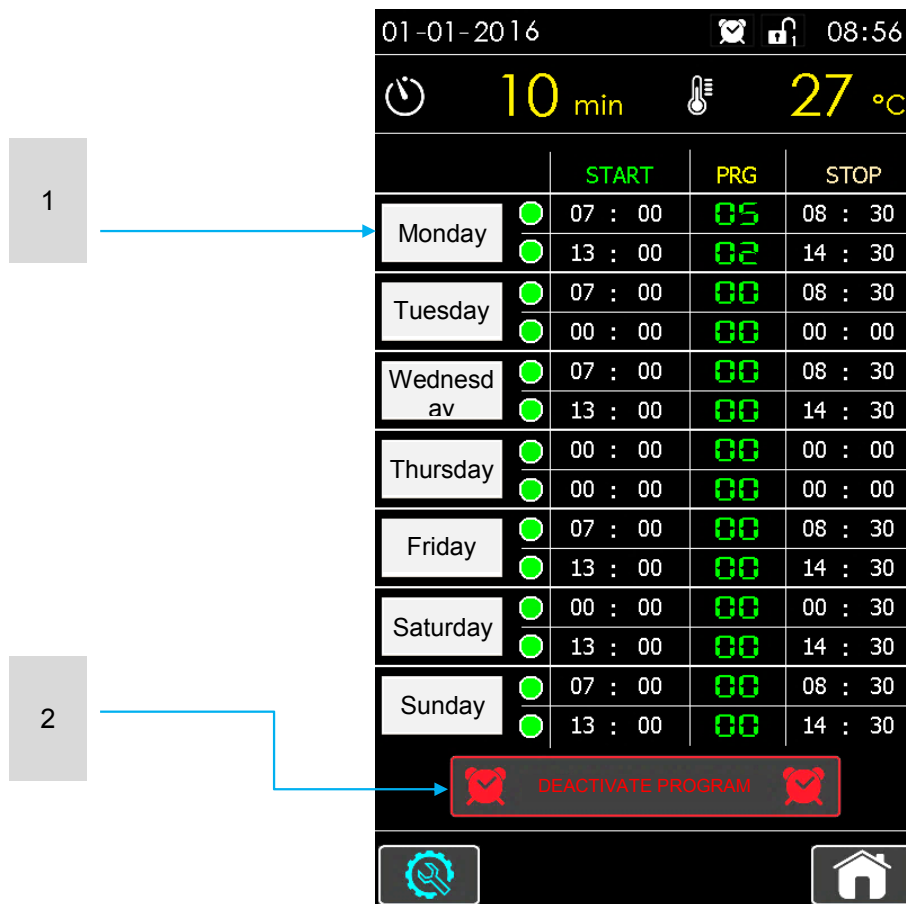 01-01-2016 1 08:56
10 min 27 °C
START PRG STOP
1
Monday
07 : 00 05 08 : 30
13 : 00 02 14 : 30
Tuesday
07 : 00 00 08 : 30
00 : 00 00 00 : 00
Wednesd
ay
07 : 00 00 08 : 30
13 : 00 00 14 : 30
Thursday
00 : 00 00 00 : 00
00 : 00 00 00 : 00
Friday
07 : 00 00 08 : 30
13 : 00 00 14 : 30
Saturday
00 : 00 00 00 : 30
13 : 00 00 14 : 30
2
Sunday
07 : 00 00 08 : 30
13 : 00 00 14 : 30
DEACTIVATE PROGRAM